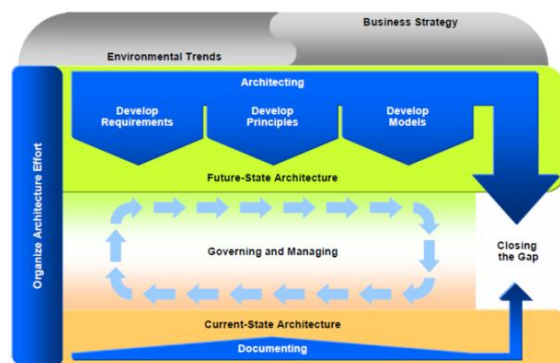 Business Strategy
Environmental Trends
Architecting
Develop
Requirements
Develop
Principles
Develop
Models
Organize Architecture Effort
Future-State Architecture
Governing and Managing
Closing
the Gap
Current-State Architecture
Documenting